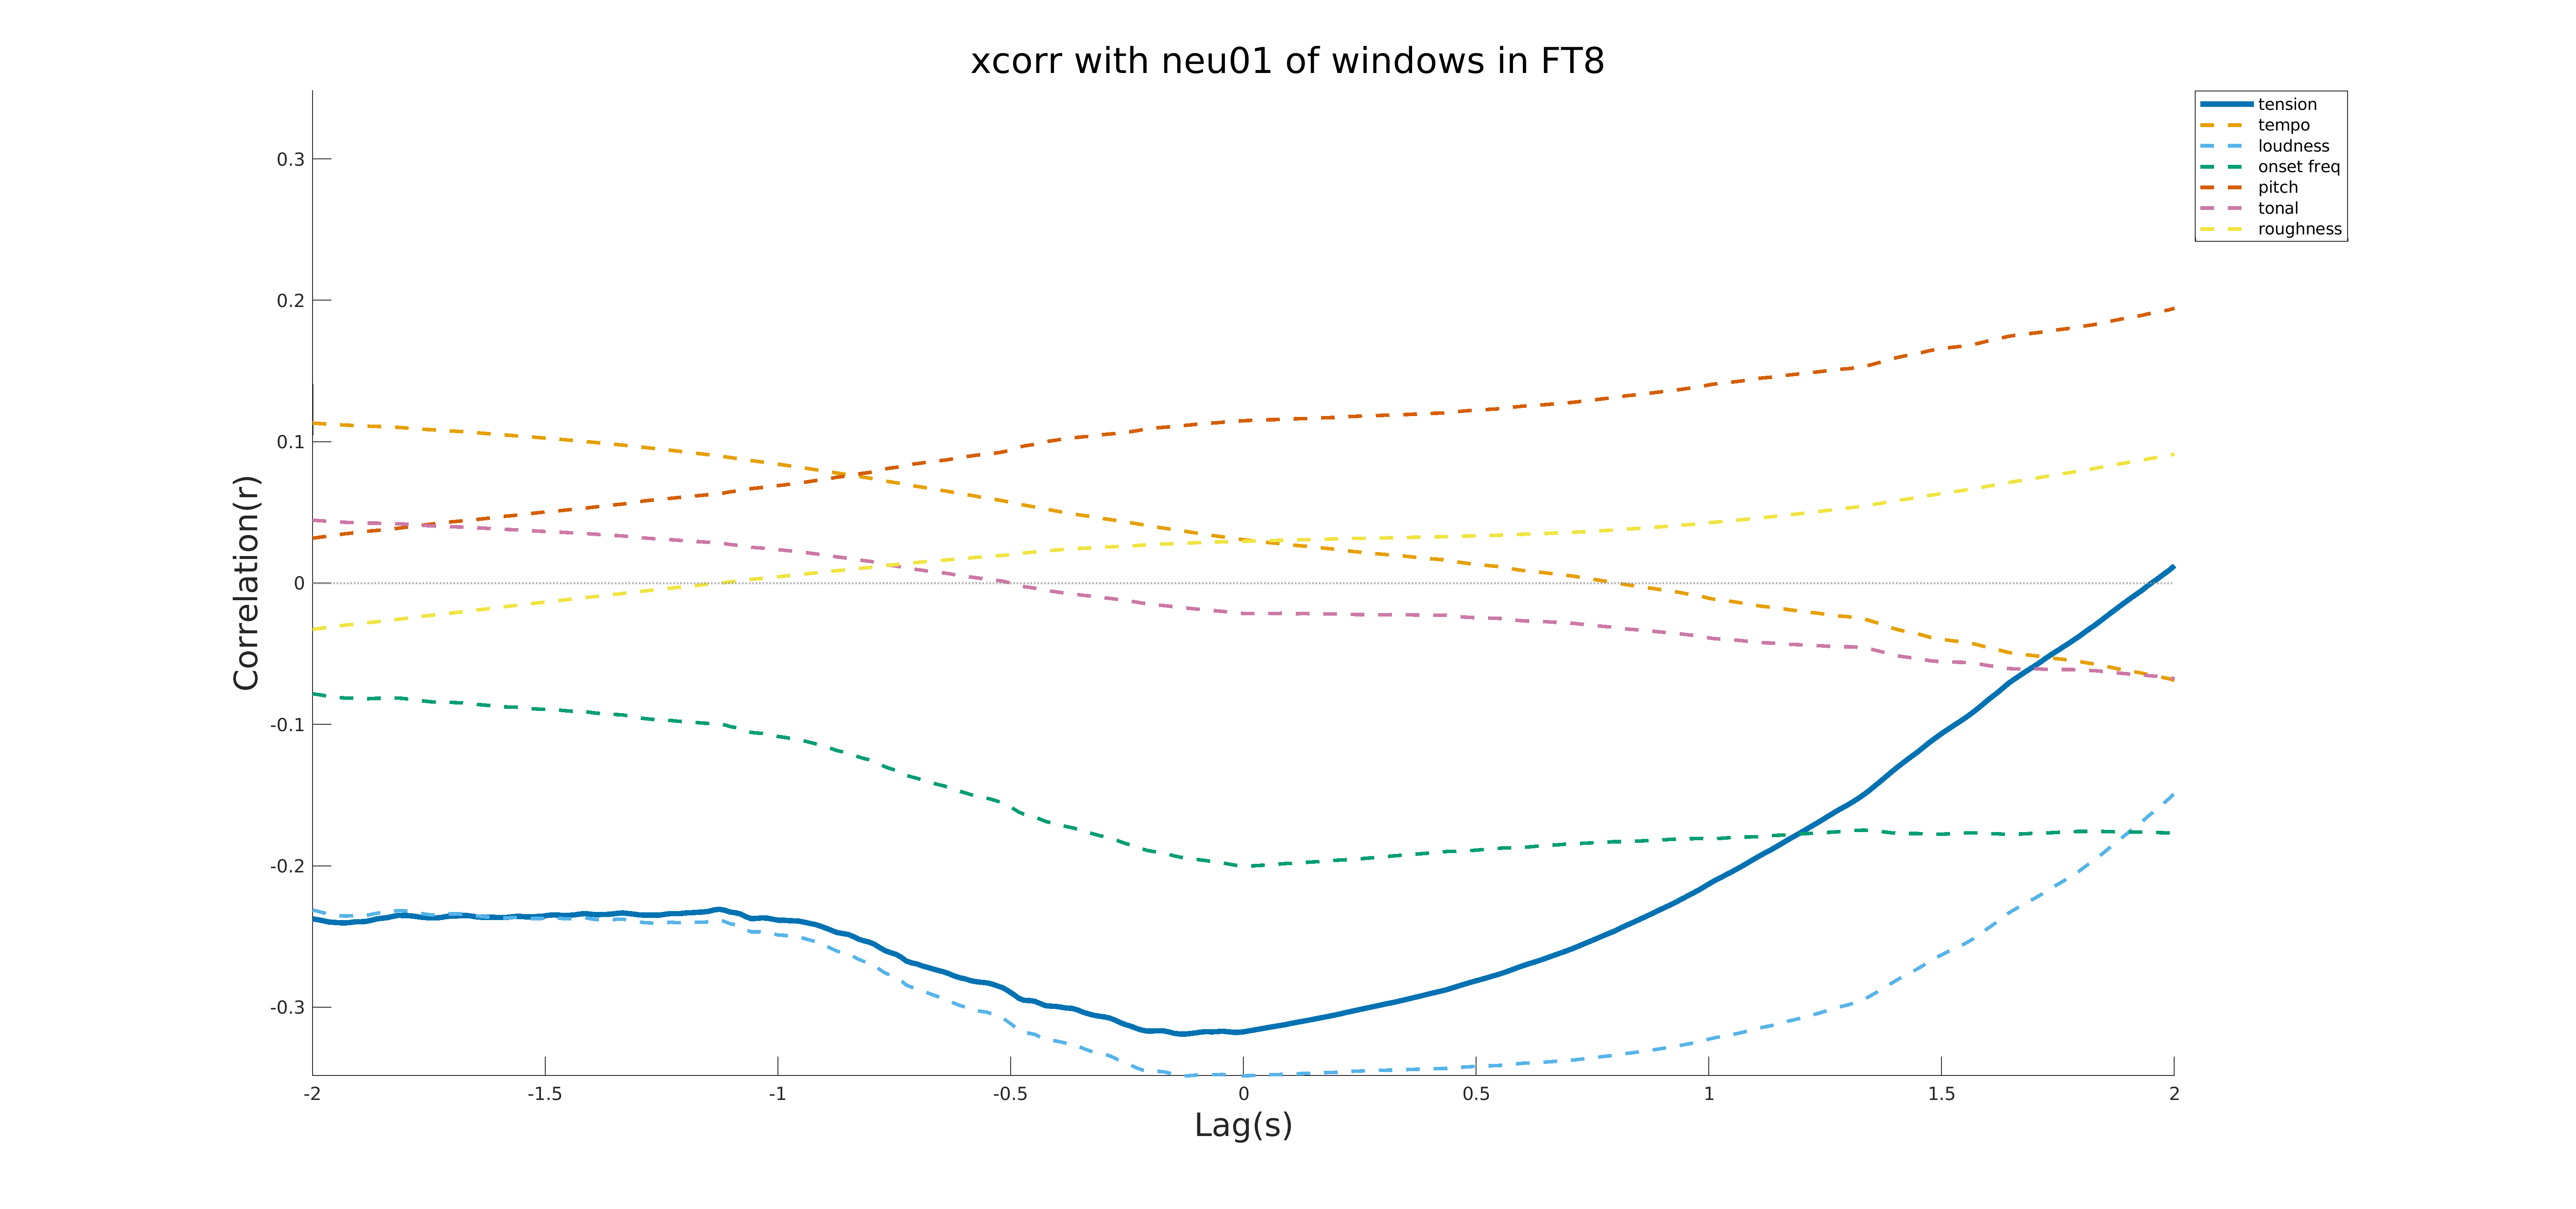 xcorr with neu01 of windows in FT8
tension
tempo
loudness
onset freq
pitch
tonal
roughness
Correlation(r)
0.3
0.2
0.1
0
-0.1
-0.2
-0.3
-2
-1.5
-1
-0.5
0
0.5
1
1.5
2
Lag(s)